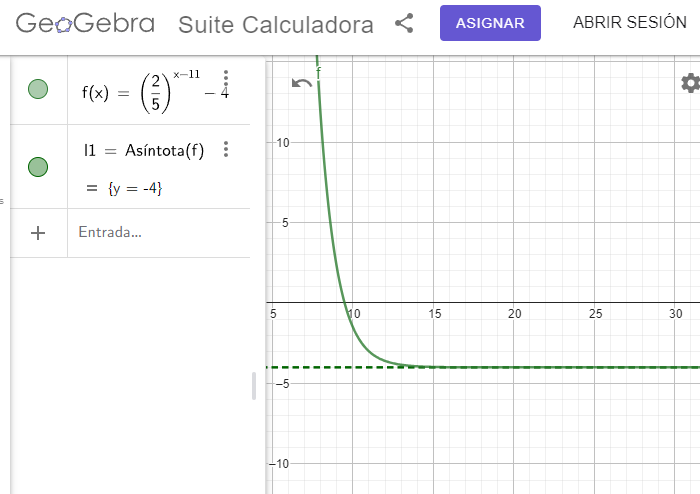 GeoGebra Suite Calculadora ASIGNAR ABRIR SESIÓN
f(x) = (2/5)^(x−11) − 4
l1 = Asíntota(f)
= {y = -4}
+ Entrada...
f
10
5
5 10 15 20 25 30
−5
−10